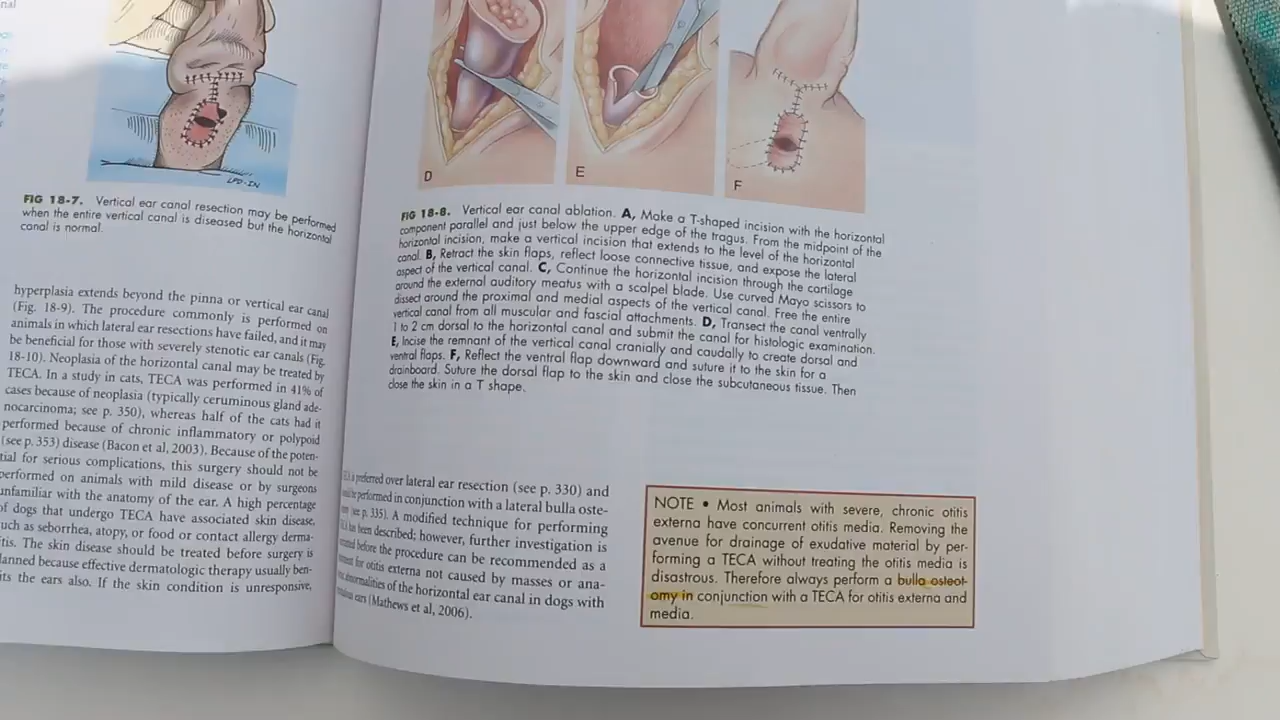 FIG 18-7. Vertical ear canal resection may be performed
when the entire vertical canal is diseased but the horizontal
canal is normal.
hyperplasia extends beyond the pinna or vertical ear canal
(Fig. 18-9). The procedure commonly is performed on
animals in which lateral ear resections have failed, and it may
be beneficial for those with severely stenotic ear canals (Fig.
18-10). Neoplasia of the horizontal canal may be treated by
TECA. In a study in cats, TECA was performed in 41% of
cases because of neoplasia (typically ceruminous gland ade-
nocarcinoma; see p. 350), whereas half of the cats had it
performed because of chronic inflammatory or polypoid
(see p. 353) disease (Bacon et al, 2003). Because of the poten-
tial for serious complications, this surgery should not be
performed on animals with mild disease or by surgeons
unfamiliar with the anatomy of the ear. A high percentage
of dogs that undergo TECA have associated skin disease,
such as seborrhea, atopy, or food or contact allergy derma-
titis. The skin disease should be treated before surgery is
planned because effective dermatologic therapy usually ben-
its the ears also. If the skin condition is unresponsive,
D
E
F
FIG 18-8. Vertical ear canal ablation. A, Make a T-shaped incision with the horizontal
component parallel and just below the upper edge of the tragus. From the midpoint of the
horizontal incision, make a vertical incision that extends to the level of the horizontal
canal. B, Retract the skin flaps, reflect loose connective tissue, and expose the lateral
aspect of the vertical canal. C, Continue the horizontal incision through the cartilage
around the external auditory meatus with a scalpel blade. Use curved Mayo scissors to
dissect around the proximal and medial aspects of the vertical canal. Free the entire
vertical canal from all muscular and fascial attachments. D, Transect the canal ventrally
1 to 2 cm dorsal to the horizontal canal and submit the canal for histologic examination.
E, Incise the remnant of the vertical canal cranially and caudally to create dorsal and
ventral flaps. F, Reflect the ventral flap downward and suture it to the skin for a
drainboard. Suture the dorsal flap to the skin and close the subcutaneous tissue. Then
close the skin in a T shape.
is preferred over lateral ear resection (see p. 330) and
be performed in conjunction with a lateral bulla oste-
(see p. 335). A modified technique for performing
has been described; however, further investigation is
before the procedure can be recommended as a
for otitis externa not caused by masses or ana-
abnormalities of the horizontal ear canal in dogs with
ears (Mathews et al, 2006).
NOTE • Most animals with severe, chronic otitis
externa have concurrent otitis media. Removing the
avenue for drainage of exudative material by per-
forming a TECA without treating the otitis media is
disastrous. Therefore always perform a bulla osteot-
omy in conjunction with a TECA for otitis externa and
media.